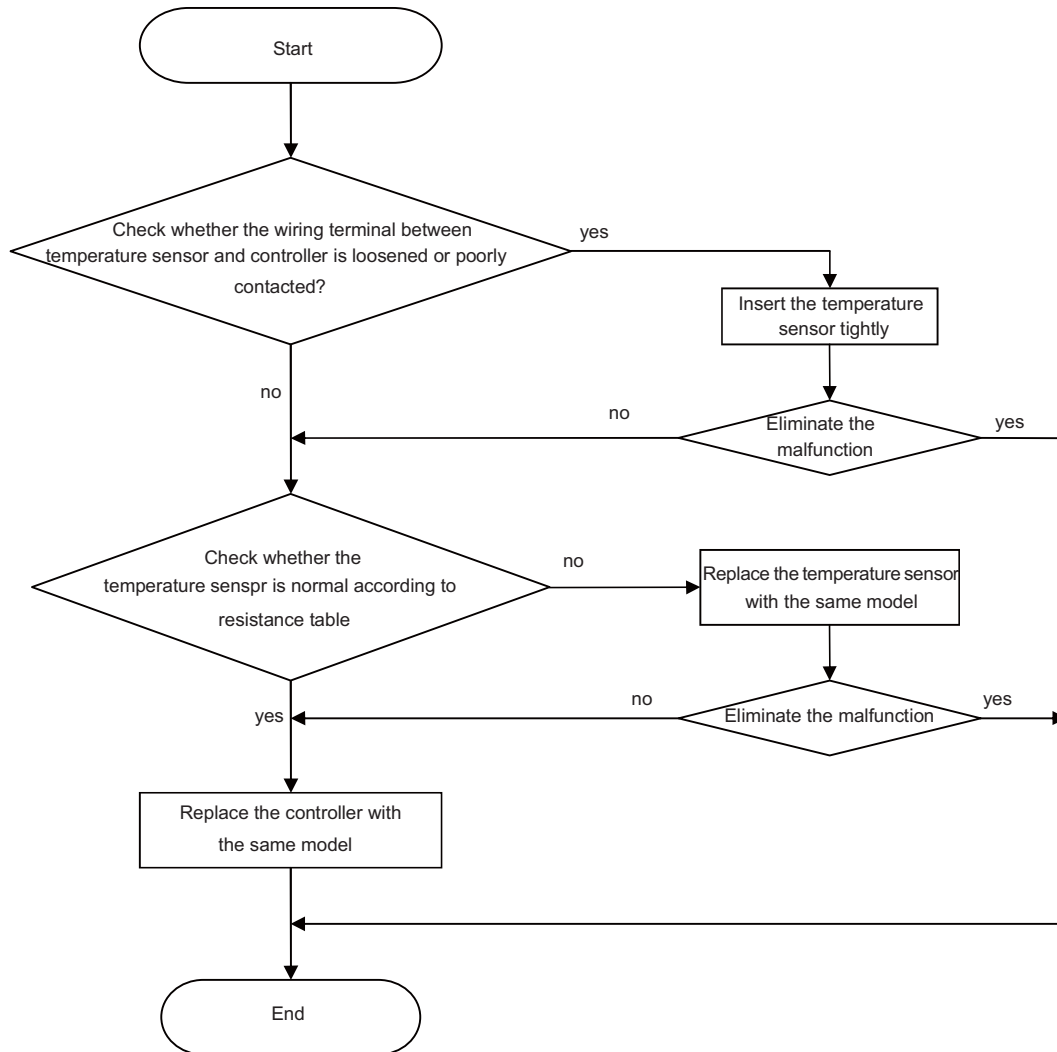 Start
Check whether the wiring terminal between
temperature sensor and controller is loosened or poorly
contacted?
yes
Insert the temperature
sensor tightly
no
no
Eliminate the
malfunction
yes
Check whether the
temperature senspr is normal according to
resistance table
no
Replace the temperature sensor
with the same model
yes
no
Eliminate the malfunction
yes
Replace the controller with
the same model
End